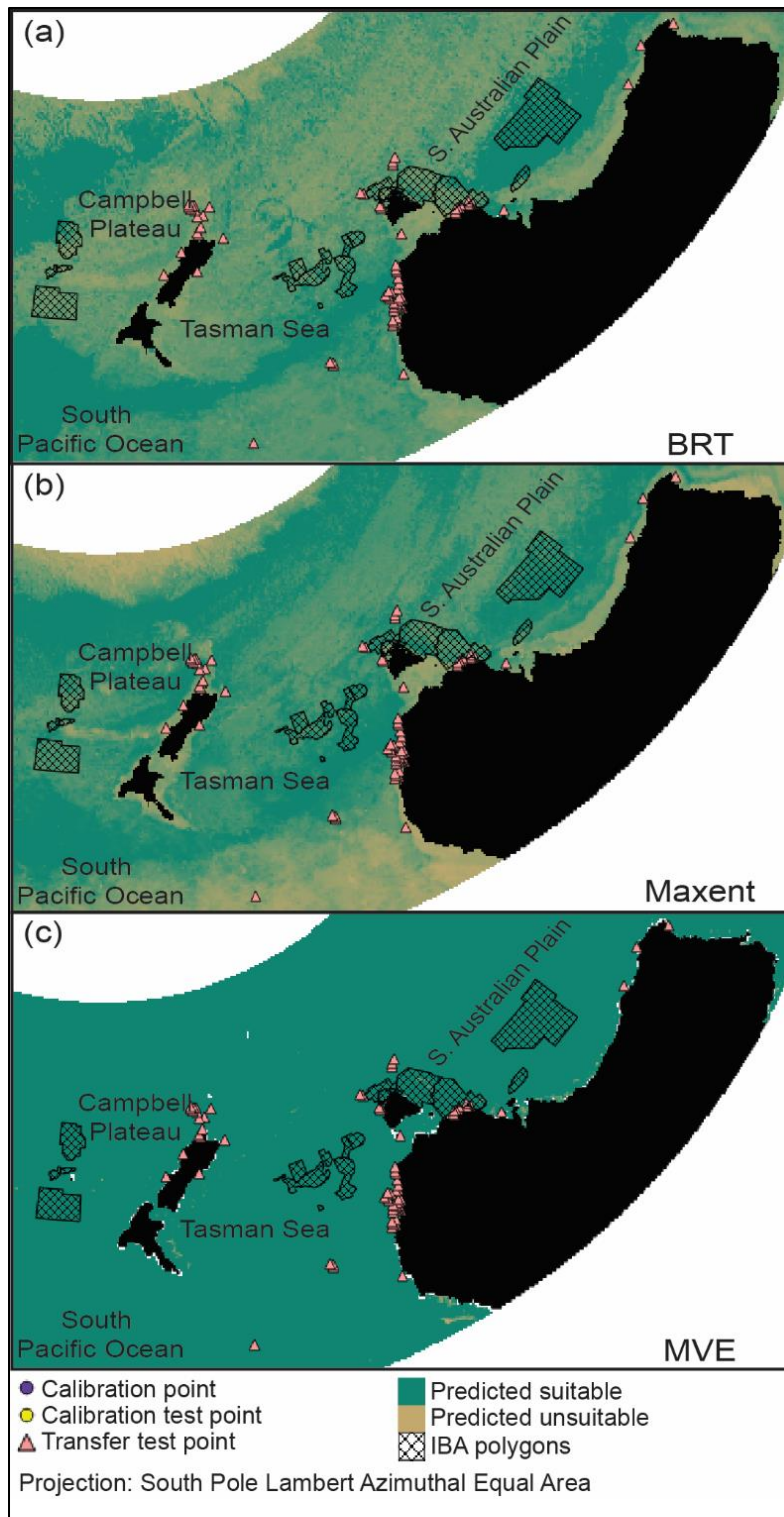 (a)
S. Australian Plain
Campbell
Plateau
Tasman Sea
South
Pacific Ocean
BRT
(b)
S. Australian Plain
Campbell
Plateau
Tasman Sea
South
Pacific Ocean
Maxent
(c)
S. Australian Plain
Campbell
Plateau
Tasman Sea
South
Pacific Ocean
MVE
Calibration point
Calibration test point
Transfer test point
Predicted suitable
Predicted unsuitable
IBA polygons
Projection: South Pole Lambert Azimuthal Equal Area